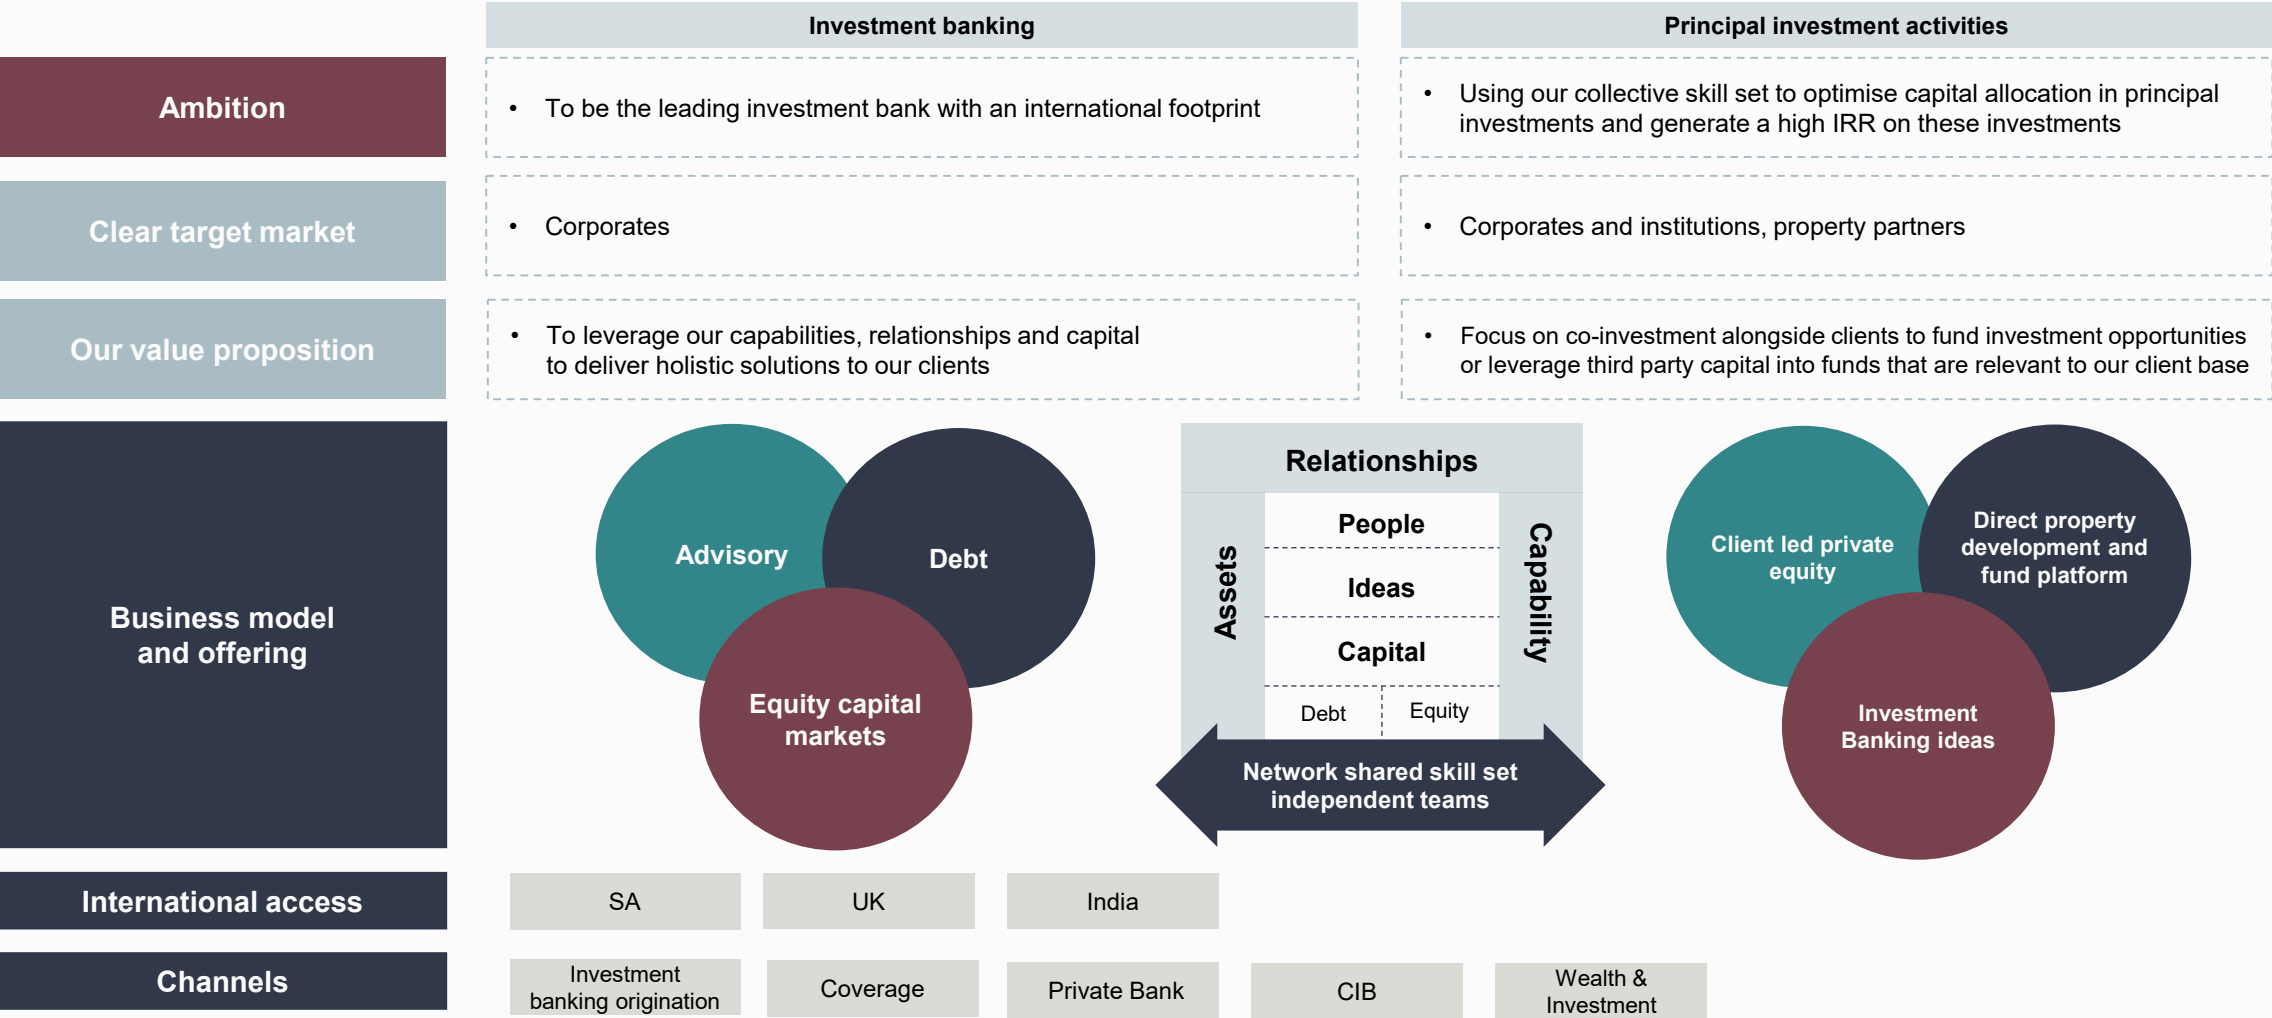 Investment banking
Principal investment activities
Ambition
• To be the leading investment bank with an international footprint
• Using our collective skill set to optimise capital allocation in principal
investments and generate a high IRR on these investments
Clear target market
• Corporates
• Corporates and institutions, property partners
Our value proposition
• To leverage our capabilities, relationships and capital
to deliver holistic solutions to our clients
• Focus on co-investment alongside clients to fund investment opportunities
or leverage third party capital into funds that are relevant to our client base
Business model
and offering
Advisory
Debt
Equity capital
markets
Relationships
Assets
People
Ideas
Capital
Debt
Equity
Capability
Network shared skill set
independent teams
Client led private
equity
Direct property
development and
fund platform
Investment
Banking ideas
International access
SA
UK
India
Channels
Investment
banking origination
Coverage
Private Bank
CIB
Wealth &
Investment